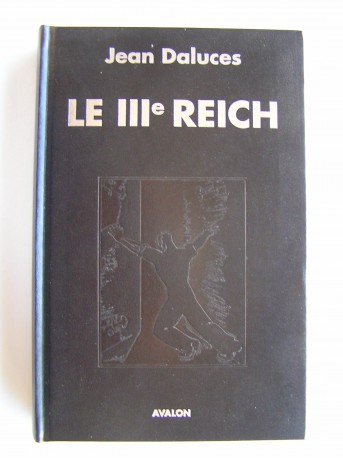 Jean Daluces
LE IIIe REICH
AVALON